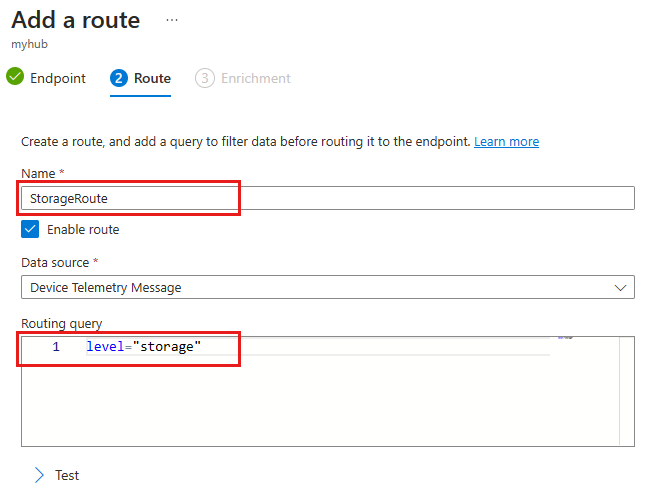 Add a route ...
myhub
Endpoint 2 Route 3 Enrichment
Create a route, and add a query to filter data before routing it to the endpoint. Learn more
Name *
StorageRoute
Enable route
Data source *
Device Telemetry Message
Routing query
1 level="storage"
Test